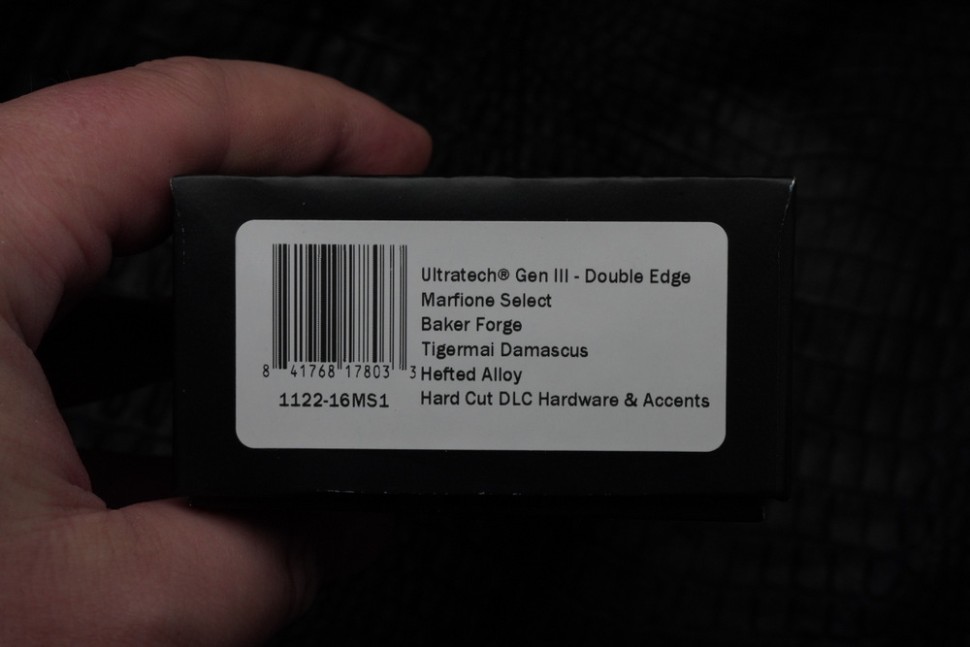 Ultratech® Gen III - Double Edge
Marfione Select
Baker Forge
Tigermai Damascus
Hefted Alloy
Hard Cut DLC Hardware & Accents
8 41768 17803 3
1122-16MS1